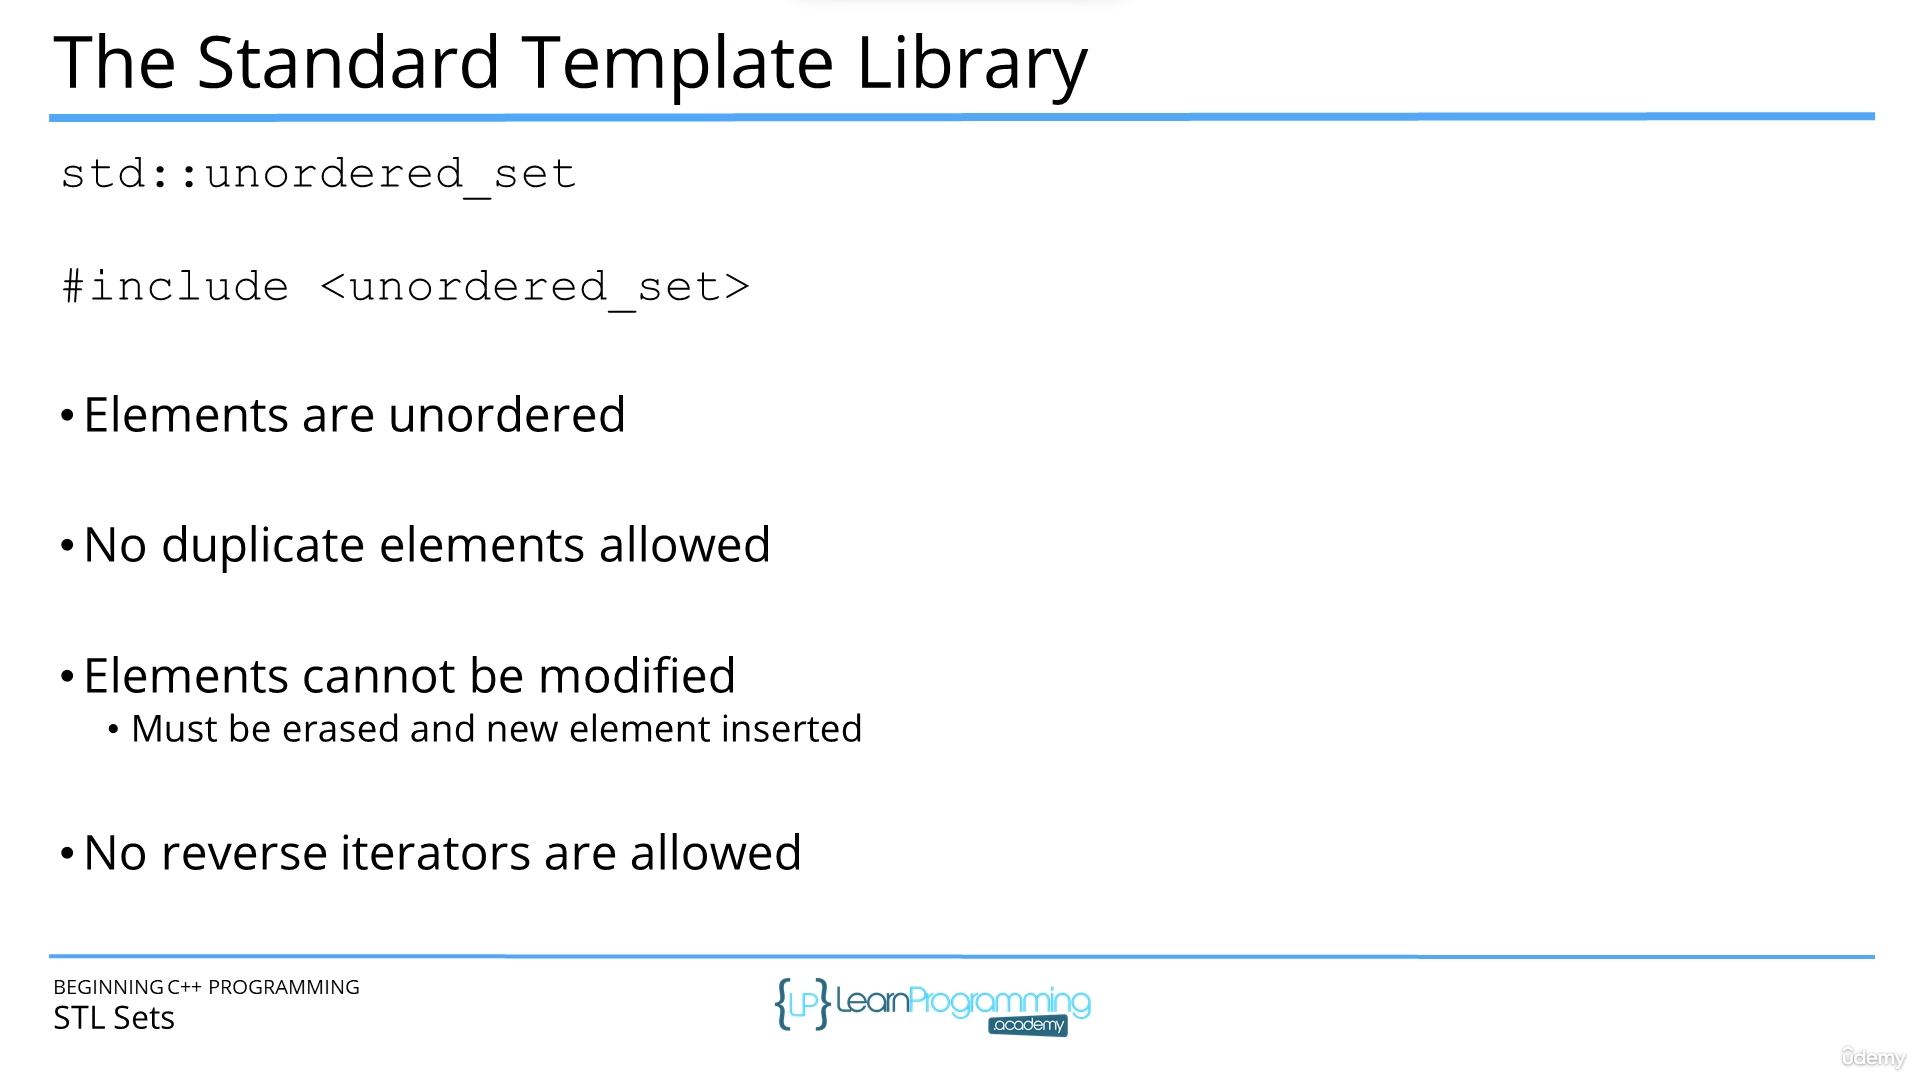 The Standard Template Library
std::unordered_set
#include <unordered_set>
• Elements are unordered
• No duplicate elements allowed
• Elements cannot be modified
• Must be erased and new element inserted
• No reverse iterators are allowed
BEGINNING C++ PROGRAMMING
STL Sets
{LP} LearnProgramming
academy
ûdemy